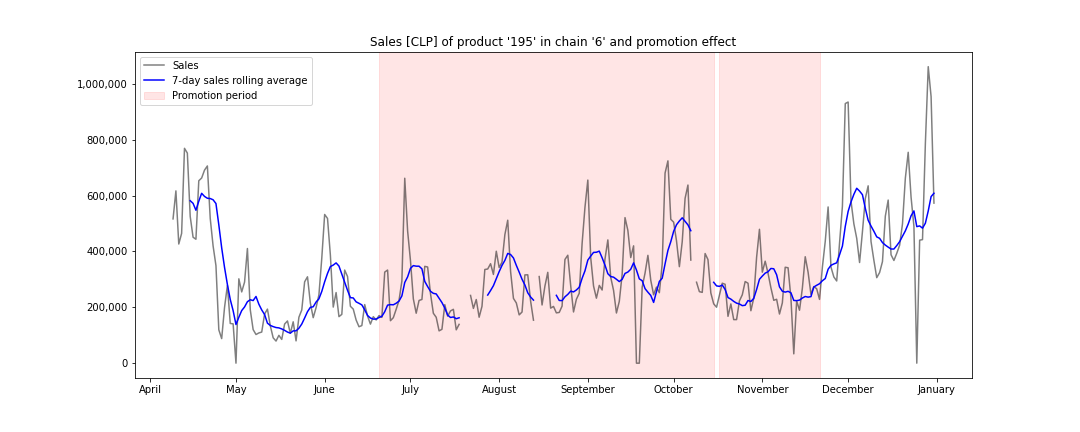 Sales [CLP] of product '195' in chain '6' and promotion effect
Sales
7-day sales rolling average
Promotion period
1,000,000
800,000
600,000
400,000
200,000
0
April May June July August September October November December January